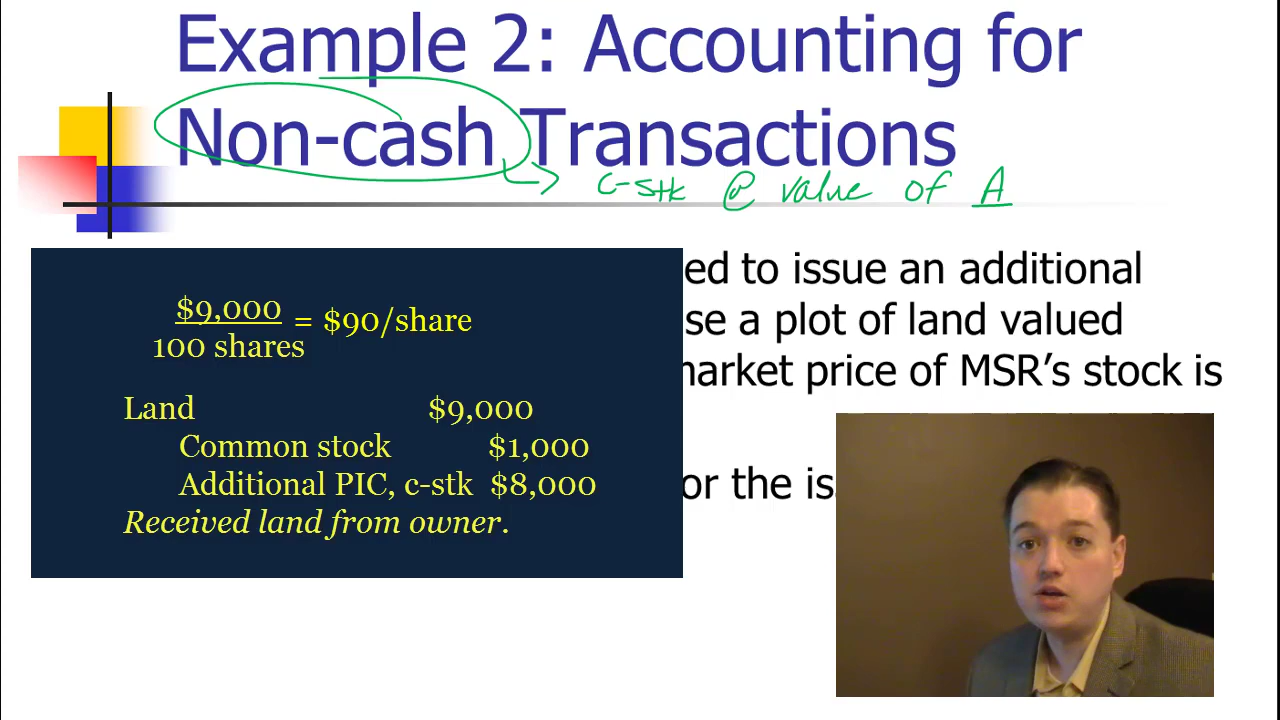 Example 2: Accounting for
Non-cash Transactions
c-stk @ value of A
ed to issue an additional
se a plot of land valued
market price of MSR's stock is
or the is
$9,000
100 shares
= $90/share
Land $9,000
Common stock $1,000
Additional PIC, c-stk $8,000
Received land from owner.